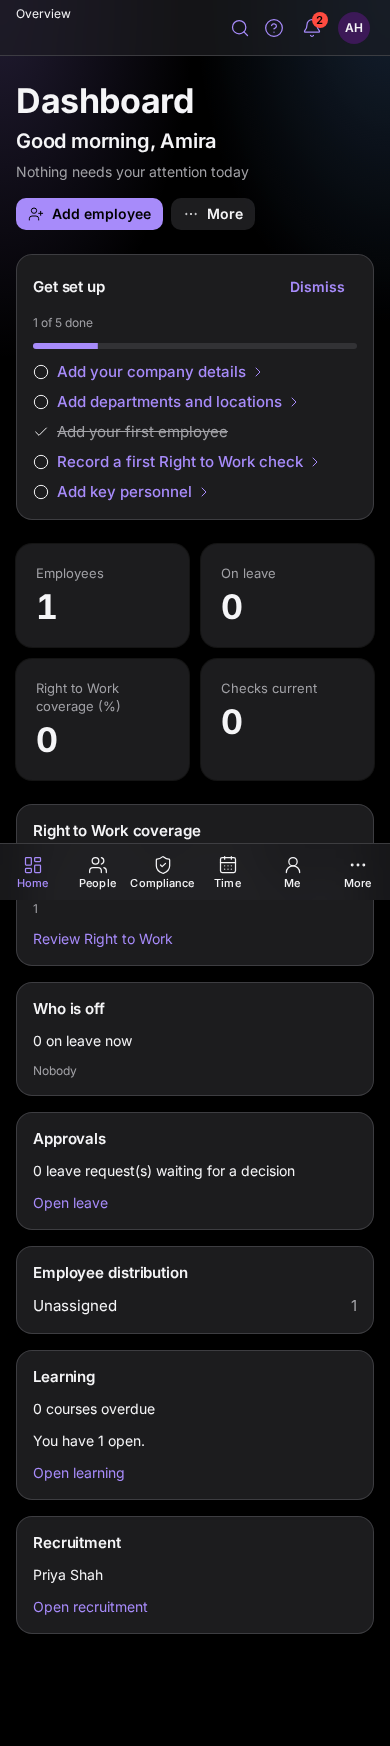 Overview
2
AH
Dashboard
Good morning, Amira
Nothing needs your attention today
Add employee
More
Get set up
Dismiss
1 of 5 done
Add your company details
Add departments and locations
Add your first employee
Record a first Right to Work check
Add key personnel
Employees
1
On leave
0
Right to Work
coverage (%)
0
Checks current
0
Right to Work coverage
Home
People
Compliance
Time
Me
More
1
Review Right to Work
Who is off
0 on leave now
Nobody
Approvals
0 leave request(s) waiting for a decision
Open leave
Employee distribution
Unassigned
1
Learning
0 courses overdue
You have 1 open.
Open learning
Recruitment
Priya Shah
Open recruitment